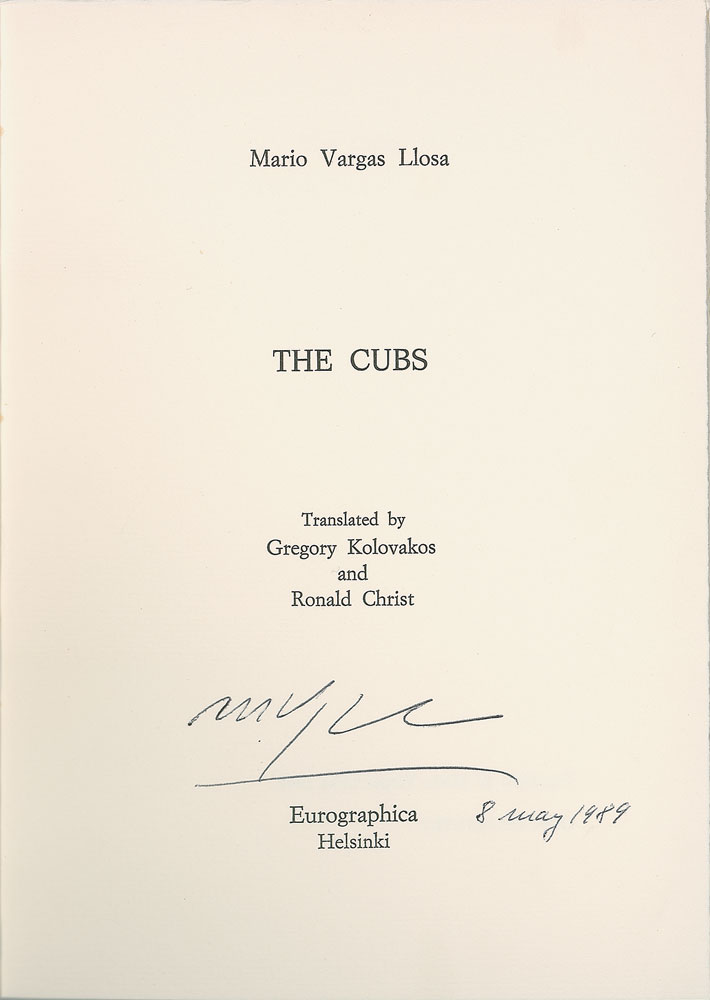 Mario Vargas Llosa
THE CUBS
Translated by
Gregory Kolovakos
and
Ronald Christ
Eurographica
8 may 1989
Helsinki